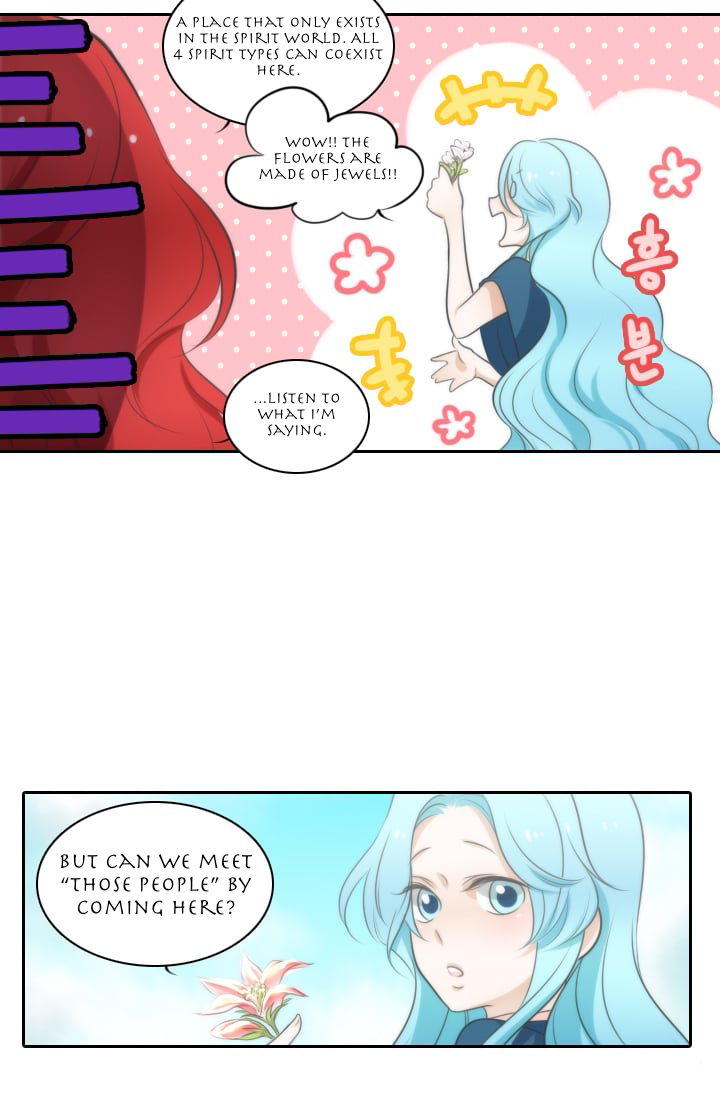 A PLACE THAT ONLY EXISTS
IN THE SPIRIT WORLD. ALL
4 SPIRIT TYPES CAN COEXIST
HERE.
WOW!! THE
FLOWERS ARE
MADE OF JEWELS!!
흥
분
...LISTEN TO
WHAT I'M
SAYING.
BUT CAN WE MEET
“THOSE PEOPLE” BY
COMING HERE?